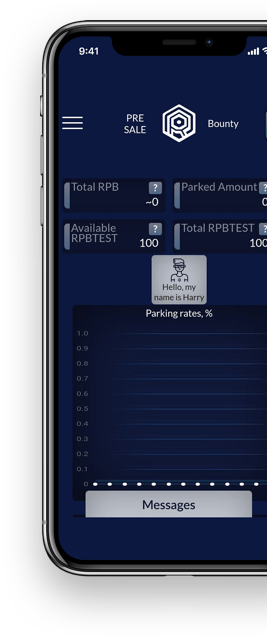 9:41
PRE
SALE
Bounty
Total RPB ?
~0
Parked Amount ?
0
Available ?
RPBTEST
100
Total RPBTEST ?
100
Hello, my
name is Harry
Parking rates, %
1.0
0.9
0.8
0.7
0.6
0.5
0.4
0.3
0.2
0.1
0
Messages